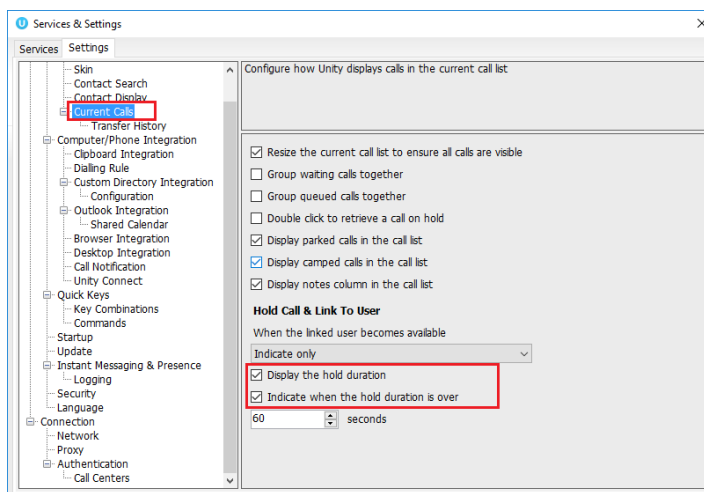 Services & Settings
Services Settings
Skin
Contact Search
Contact Display
Current Calls
Transfer History
Computer/Phone Integration
Clipboard Integration
Dialling Rule
Custom Directory Integration
Configuration
Outlook Integration
Shared Calendar
Browser Integration
Desktop Integration
Call Notification
Unity Connect
Quick Keys
Key Combinations
Commands
Startup
Update
Instant Messaging & Presence
Logging
Security
Language
Connection
Network
Proxy
Authentication
Call Centers
Configure how Unity displays calls in the current call list
Resize the current call list to ensure all calls are visible
Group waiting calls together
Group queued calls together
Double click to retrieve a call on hold
Display parked calls in the call list
Display camped calls in the call list
Display notes column in the call list
Hold Call & Link To User
When the linked user becomes available
Indicate only
Display the hold duration
Indicate when the hold duration is over
60 seconds